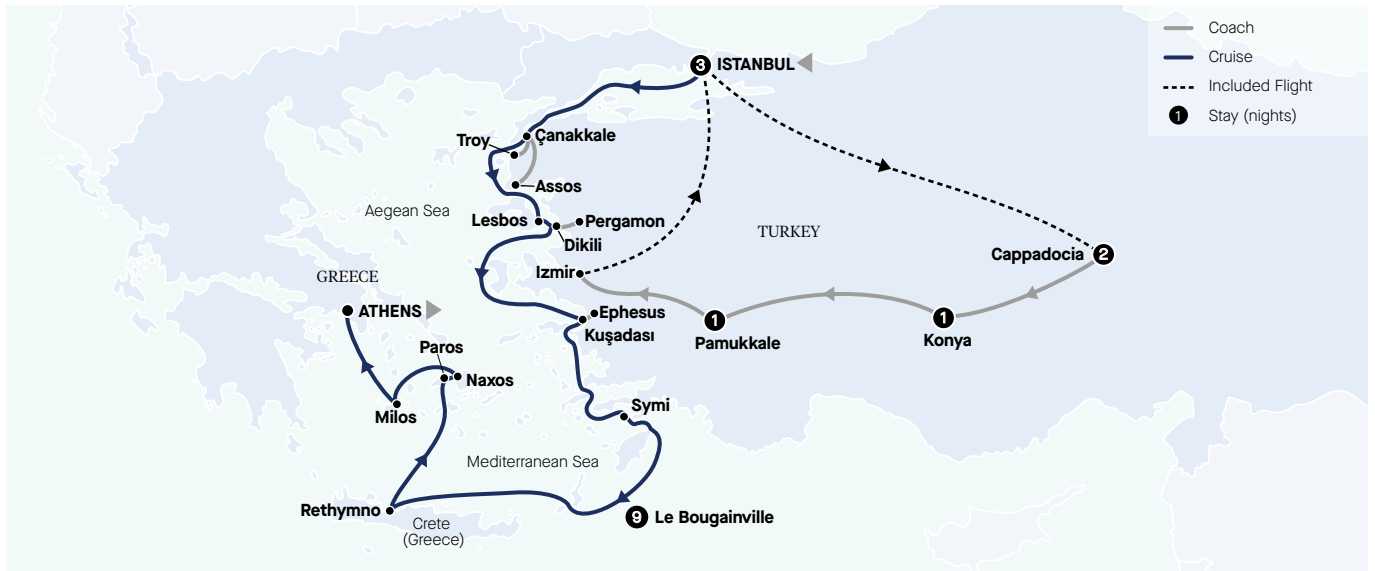 Coach
Cruise
Included Flight
1 Stay (nights)
3 ISTANBUL
Çanakkale
Troy
Assos
Aegean Sea
Lesbos
Pergamon
Dikili
TURKEY
Cappadocia 2
Izmir
GREECE
ATHENS
Ephesus
Kuşadası
1
Pamukkale
1
Konya
Paros
Naxos
Milos
Symi
Mediterranean Sea
Rethymno
Crete
(Greece)
9 Le Bougainville